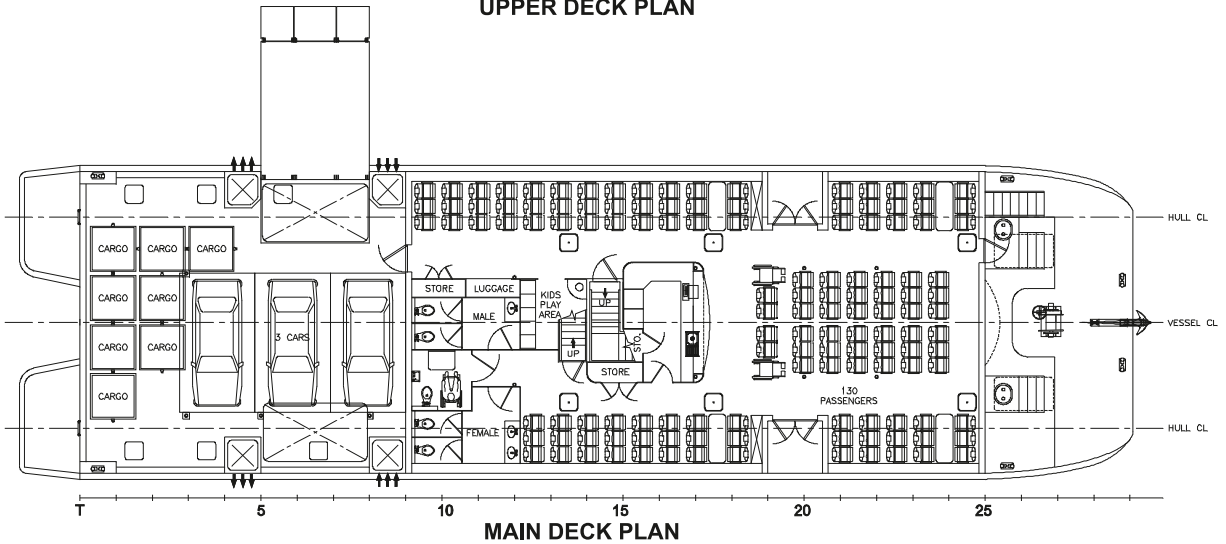 UPPER DECK PLAN
HULL CL
CARGO CARGO CARGO
STORE LUGGAGE
KIDS
PLAY
AREA
UP
CARGO CARGO
MALE
3 CARS
VESSEL CL
CARGO CARGO
UP
STO.
STORE
CARGO
130
PASSENGERS
FEMALE
HULL CL
T 5 10 15 20 25
MAIN DECK PLAN